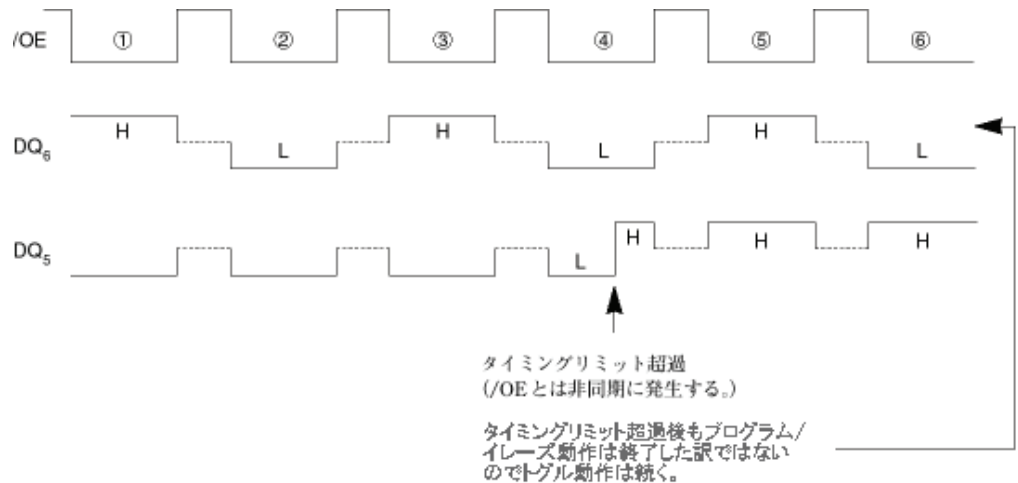 /OE ① ② ③ ④ ⑤ ⑥
DQ6 H L H L H L
DQ5 L H H H
タイミングリミット超過
(/OEとは非同期に発生する。)
タイミングリミット超過後もプログラム/
イレーズ動作は終了した訳ではない
のでトグル動作は続く。